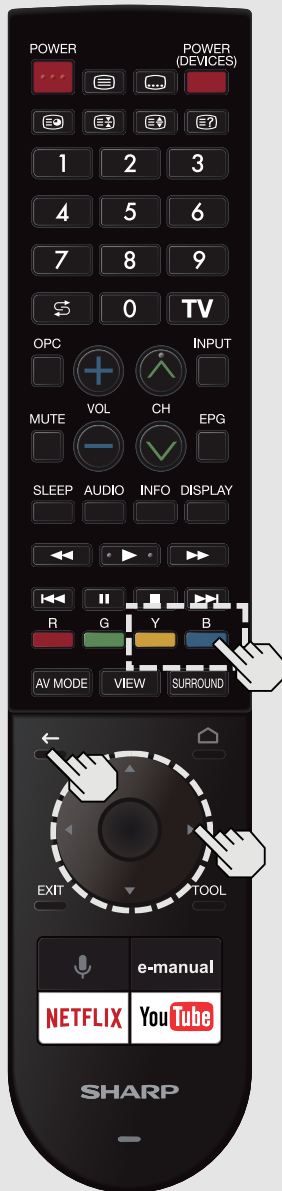 POWER
POWER
(DEVICES)
1 2 3
4 5 6
7 8 9
0 TV
OPC INPUT
VOL CH
MUTE EPG
SLEEP AUDIO INFO DISPLAY
R G Y B
AV MODE VIEW SURROUND
EXIT TOOL
e-manual
NETFLIX YouTube
SHARP